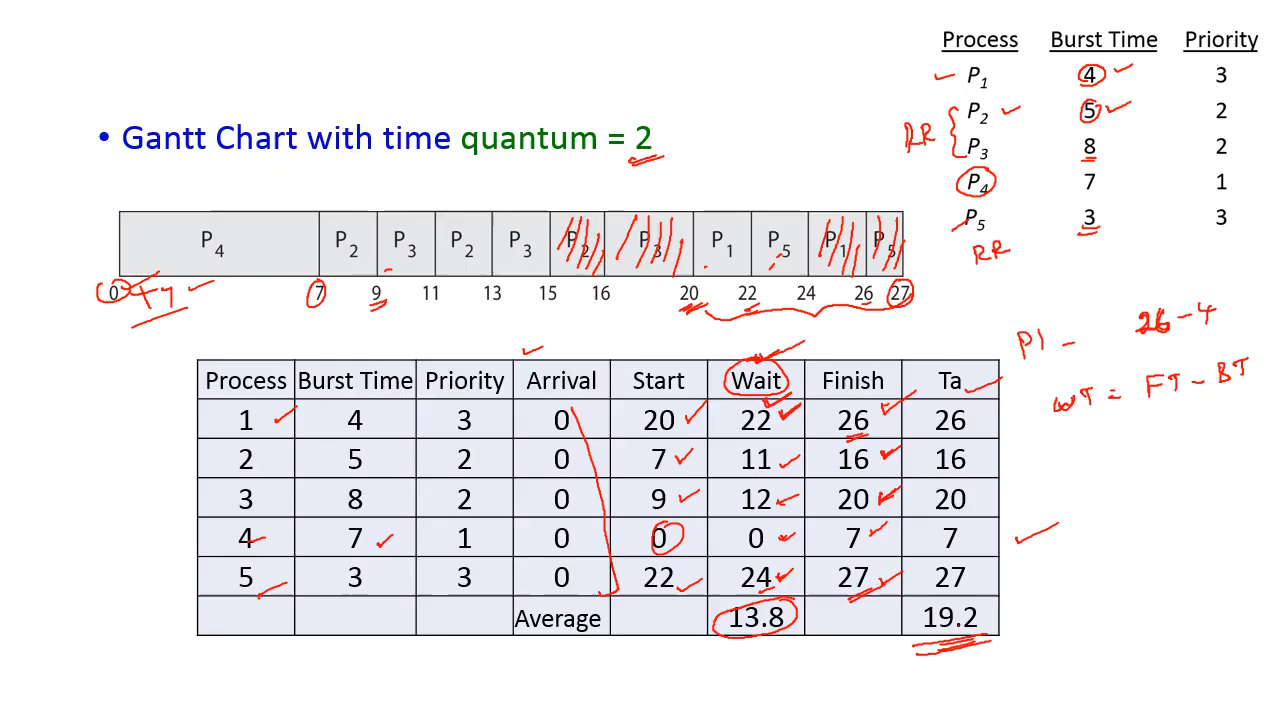 Process Burst Time Priority
P1 4 3
P2 5 2
P3 8 2
P4 7 1
P5 3 3
RR
RR
• Gantt Chart with time quantum = 2
P4 P2 P3 P2 P3 P2 P3 P1 P5 P1 P5
0 7 9 11 13 15 16 20 22 24 26 27
P1 - 26 - 4
WT = FT - BT
Process Burst Time Priority Arrival Start Wait Finish Ta
1 4 3 0 20 22 26 26
2 5 2 0 7 11 16 16
3 8 2 0 9 12 20 20
4 7 1 0 0 0 7 7
5 3 3 0 22 24 27 27
Average 13.8 19.2